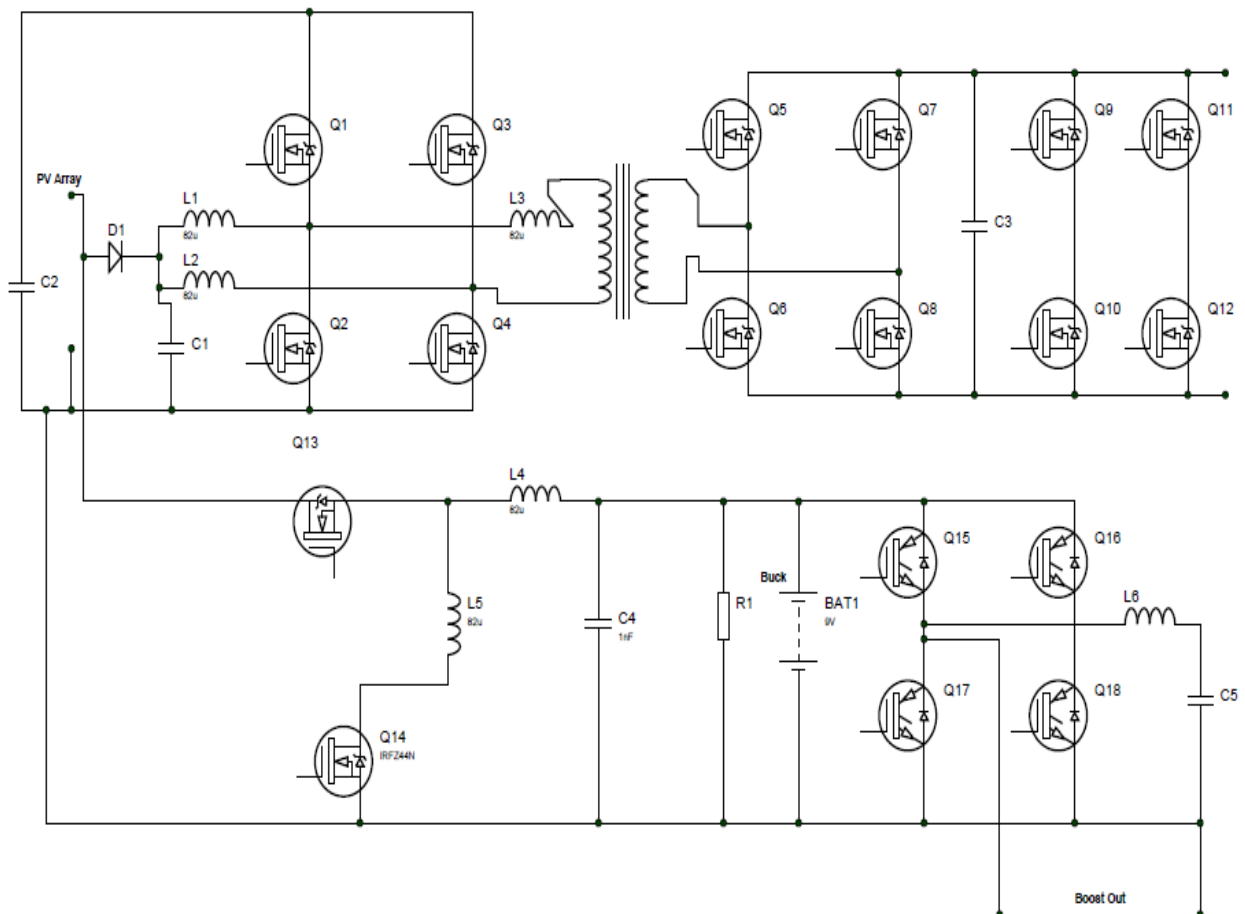 Q1
Q3
Q5
Q7
Q9
Q11
PV Array
L1
82u
D1
L2
82u
L3
82u
C2
C1
C3
Q2
Q4
Q6
Q8
Q10
Q12
Q13
L4
82u
L5
82u
C4
1nF
R1
Buck
BAT1
9V
Q15
Q16
L6
Q17
Q18
C5
Q14
IRFZ44N
Boost Out